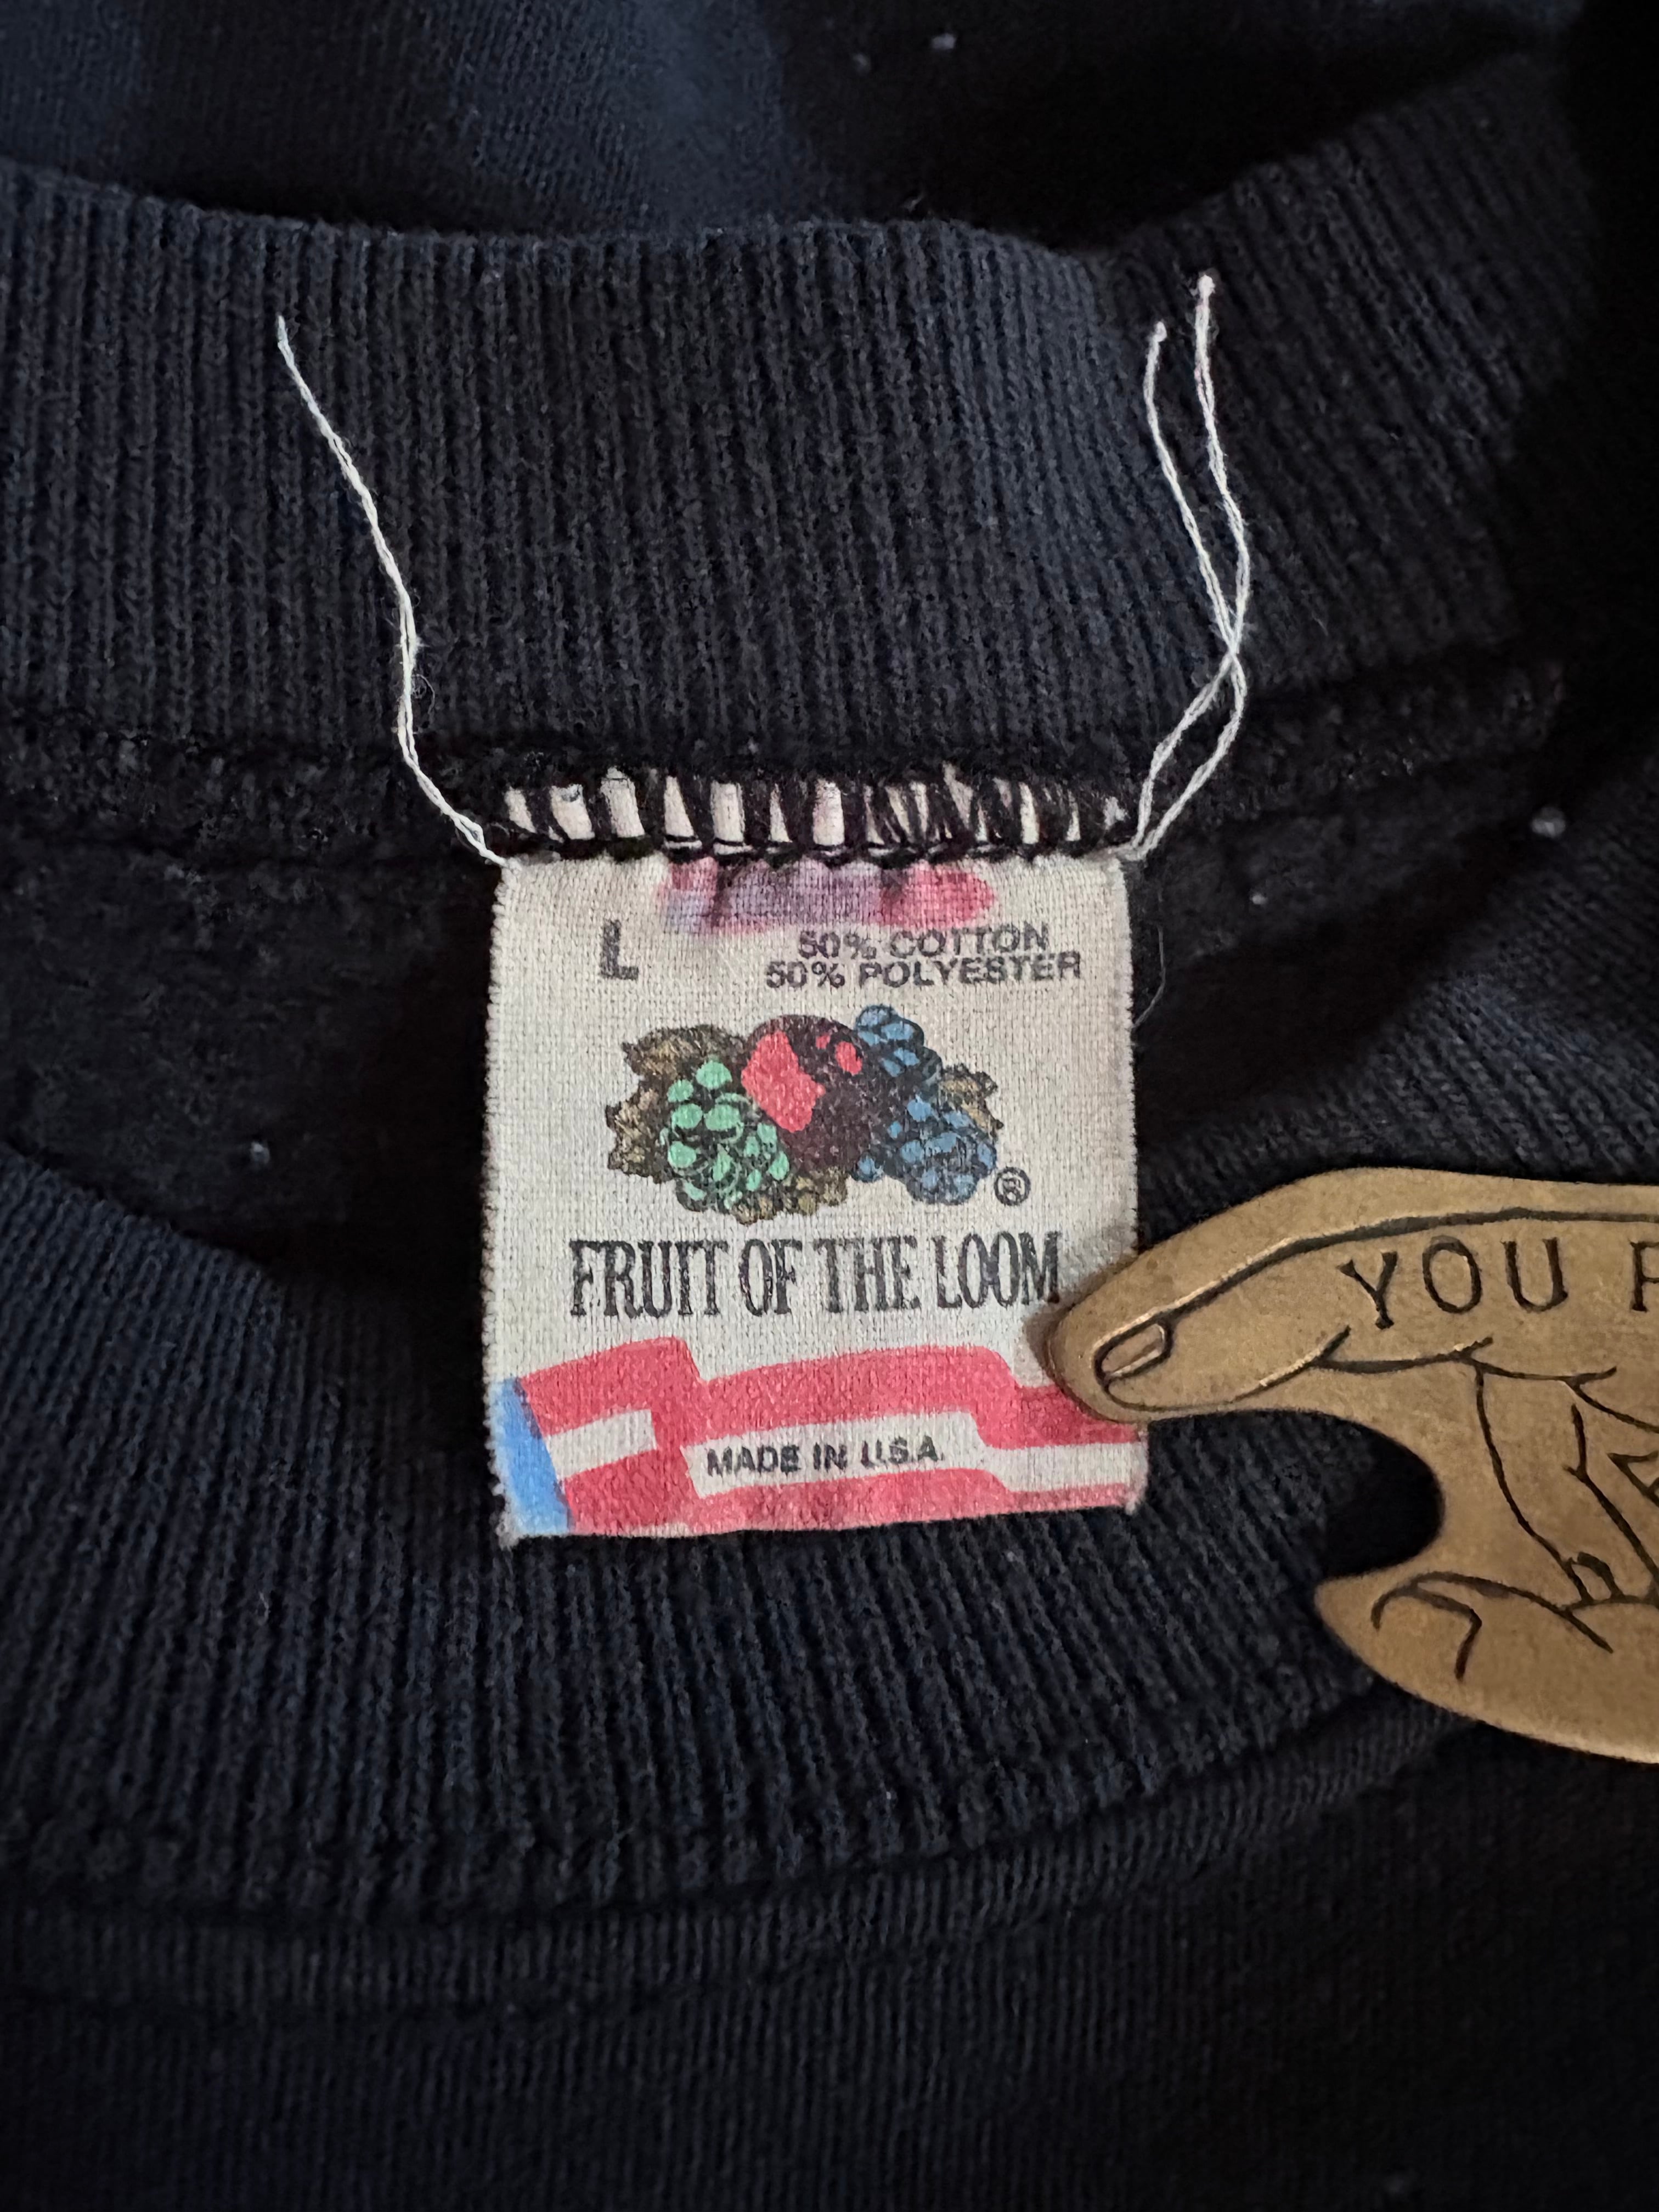 L
50% COTTON
50% POLYESTER
®
FRUIT OF THE LOOM
MADE IN U.S.A.
YOU